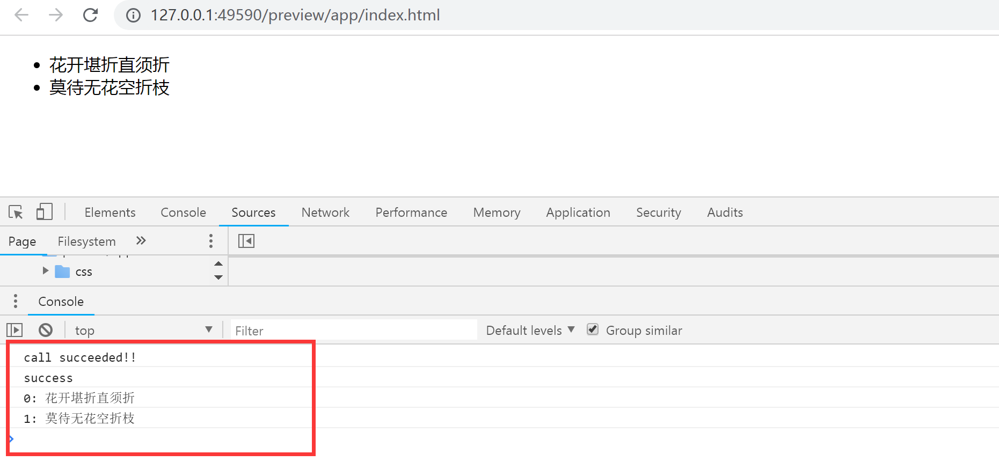 127.0.0.1:49590/preview/app/index.html
花开堪折直须折
莫待无花空折枝
Elements Console Sources Network Performance Memory Application Security Audits
Page Filesystem
css
Console
top Filter Default levels Group similar
call succeeded!!
success
0: 花开堪折直须折
1: 莫待无花空折枝